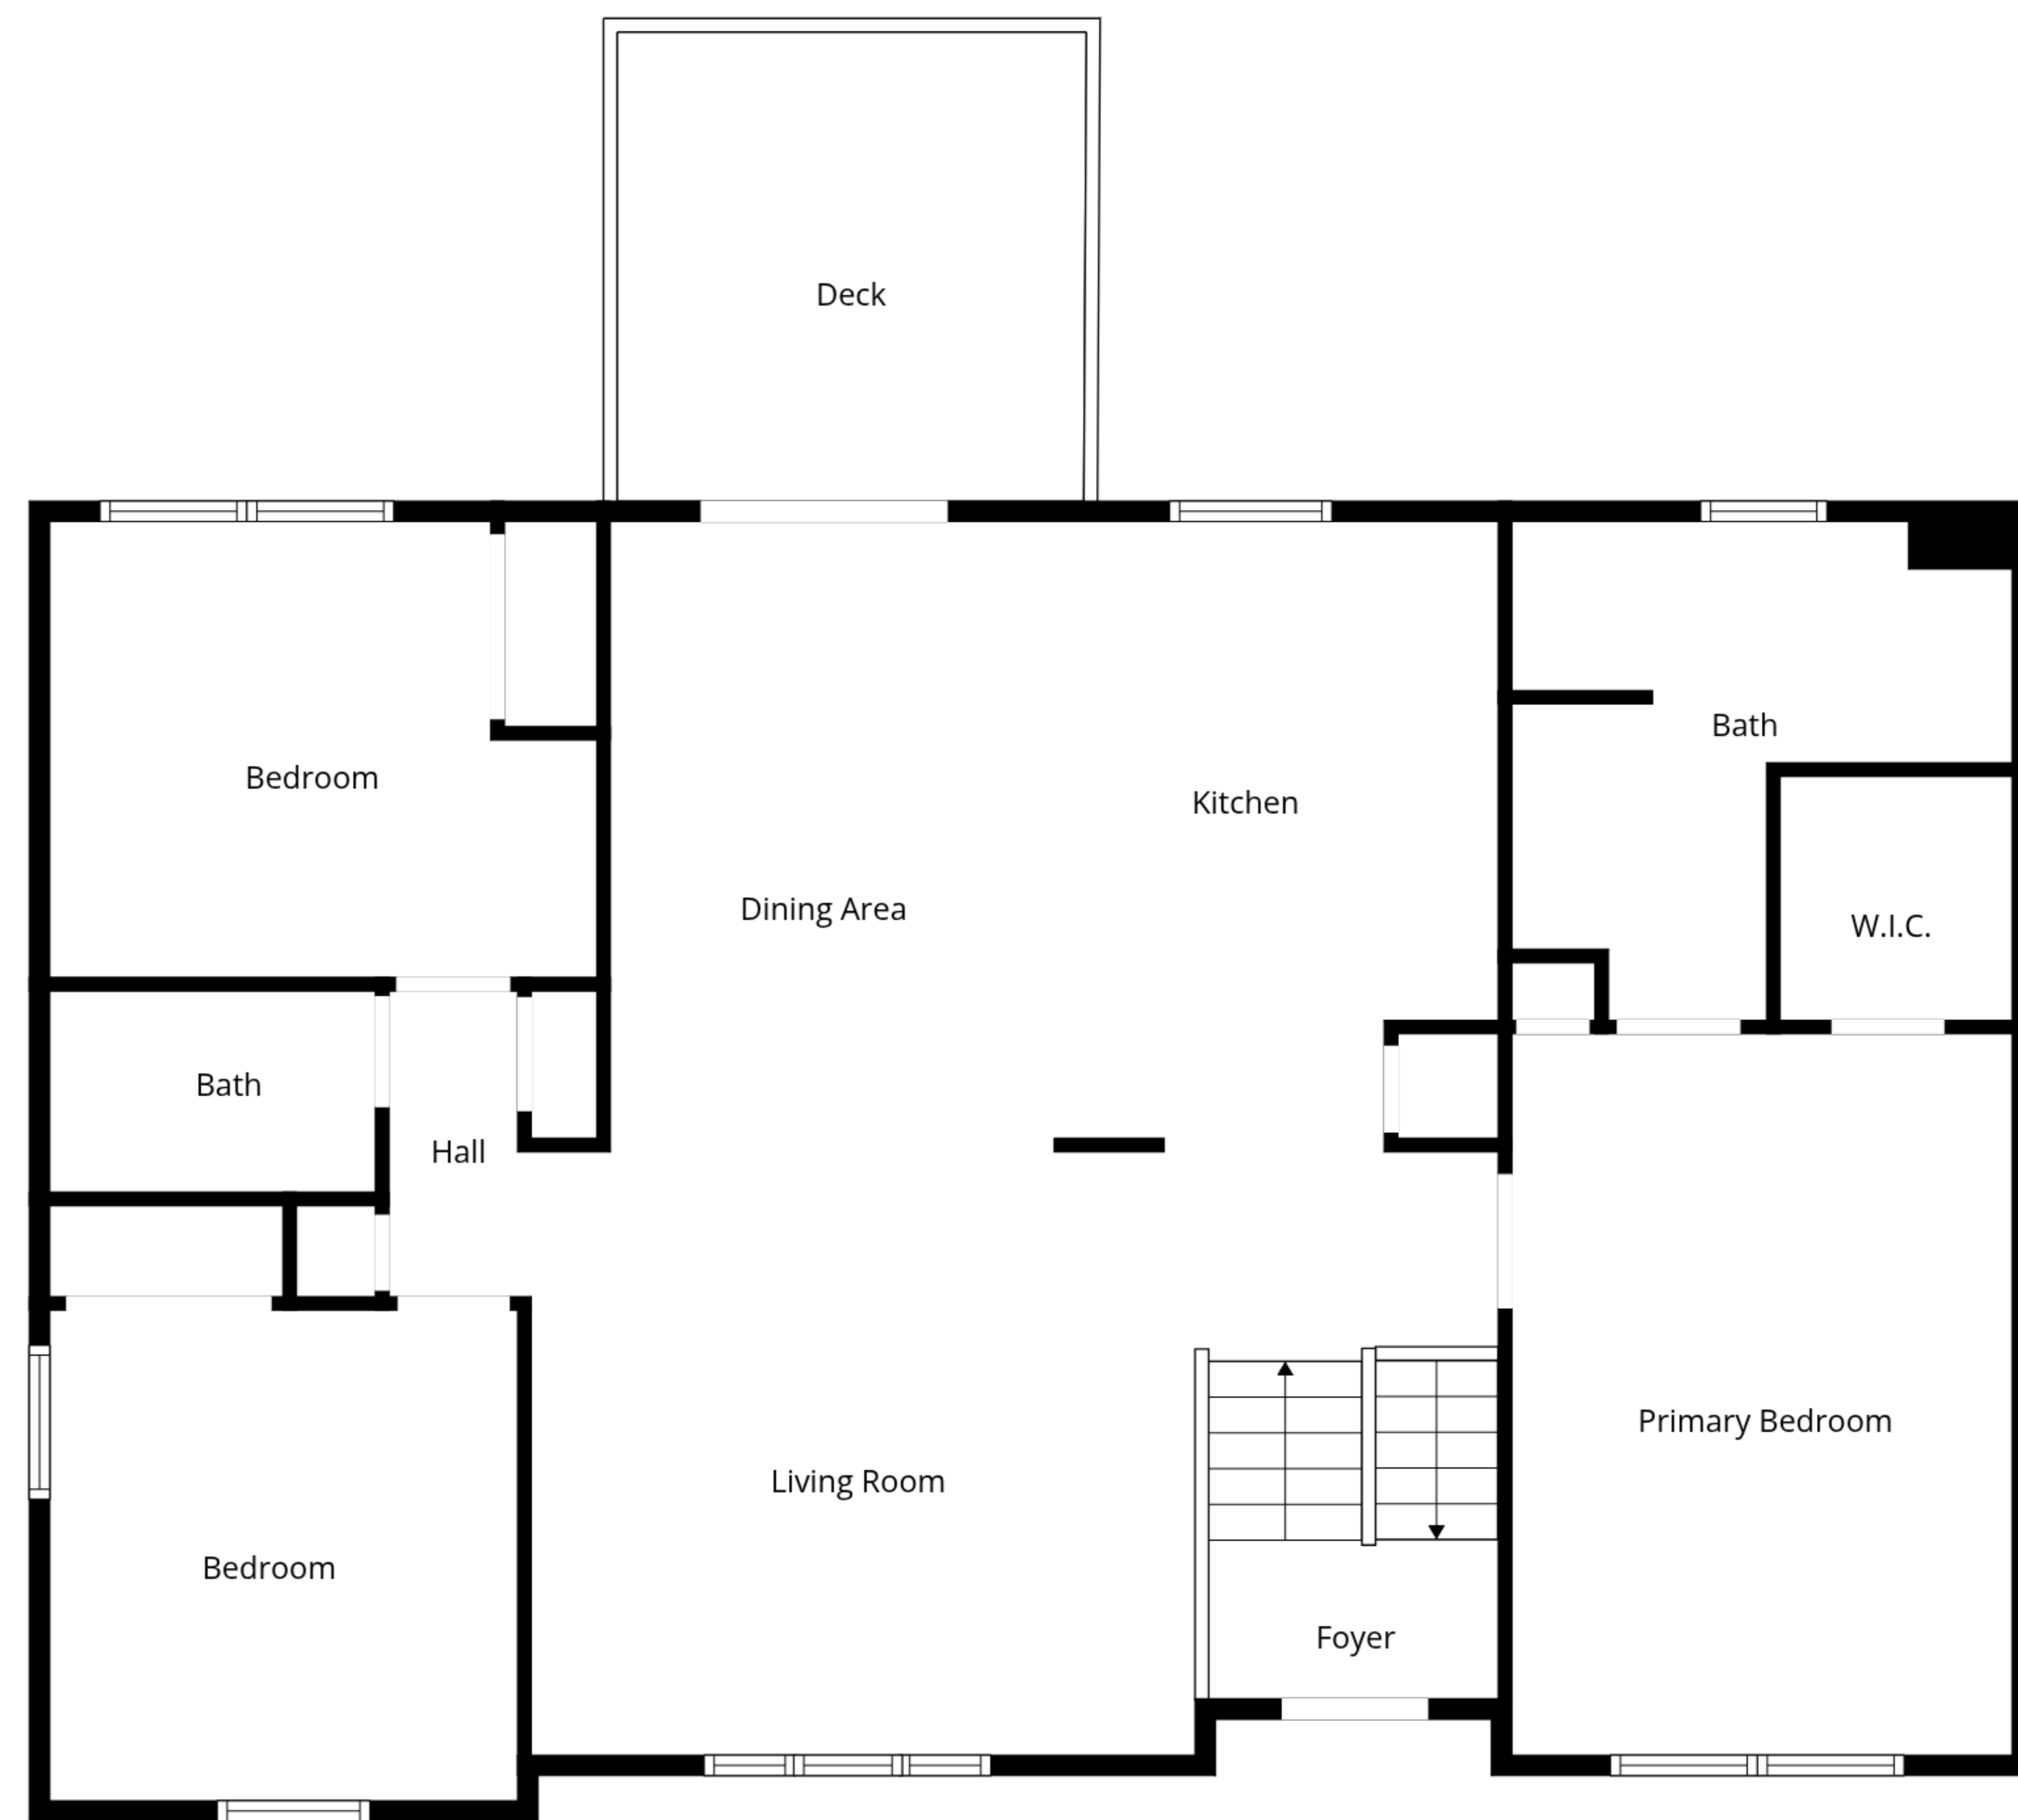 Deck
Bath
Bedroom
Kitchen
Dining Area
W.I.C.
Bath
Hall
Primary Bedroom
Living Room
Bedroom
Foyer